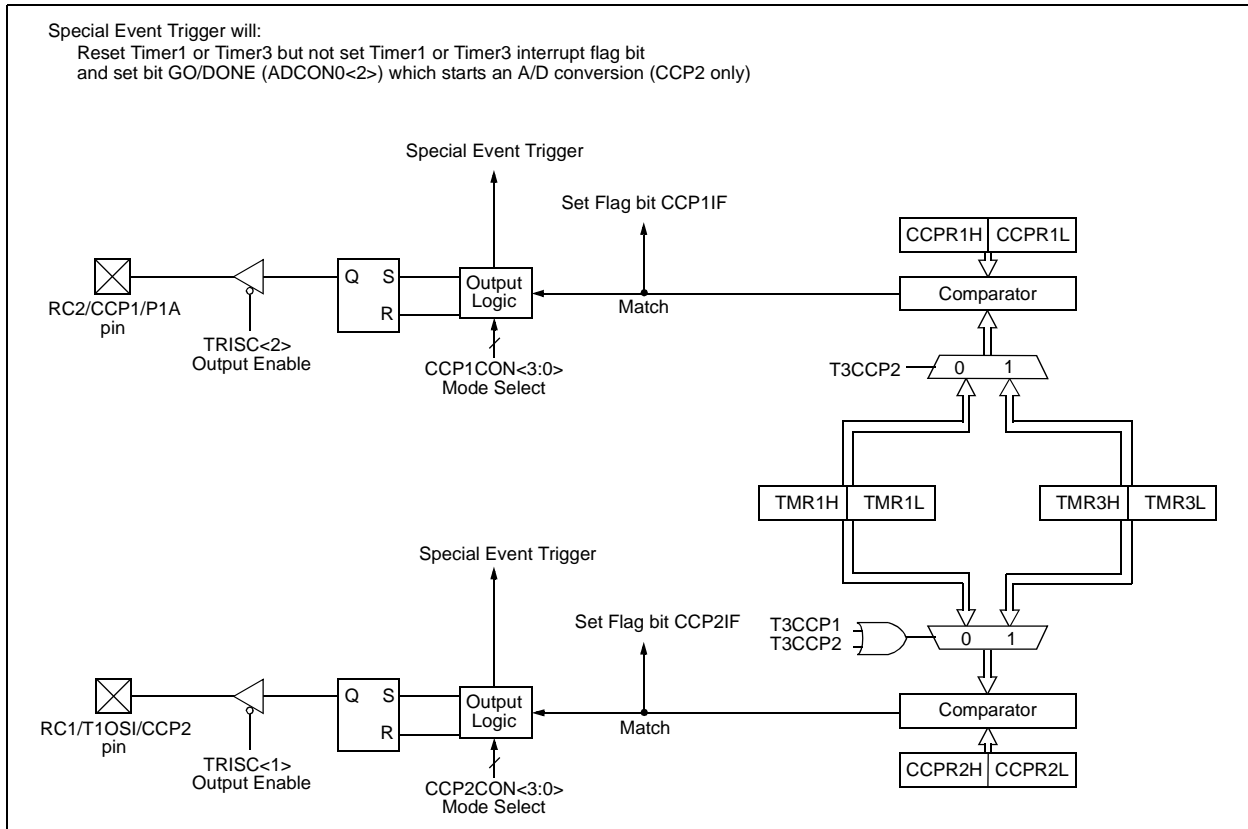 Special Event Trigger will:
Reset Timer1 or Timer3 but not set Timer1 or Timer3 interrupt flag bit
and set bit GO/DONE (ADCON0<2>) which starts an A/D conversion (CCP2 only)
Special Event Trigger
Set Flag bit CCP1IF
CCPR1H CCPR1L
Q S
R
Output
Logic
Comparator
RC2/CCP1/P1A
pin
Match
TRISC<2>
Output Enable
CCP1CON<3:0>
Mode Select
T3CCP2
0 1
TMR1H TMR1L
TMR3H TMR3L
Special Event Trigger
Set Flag bit CCP2IF
T3CCP1
T3CCP2
0 1
Q S
R
Output
Logic
Comparator
RC1/T1OSI/CCP2
pin
Match
TRISC<1>
Output Enable
CCP2CON<3:0>
Mode Select
CCPR2H CCPR2L